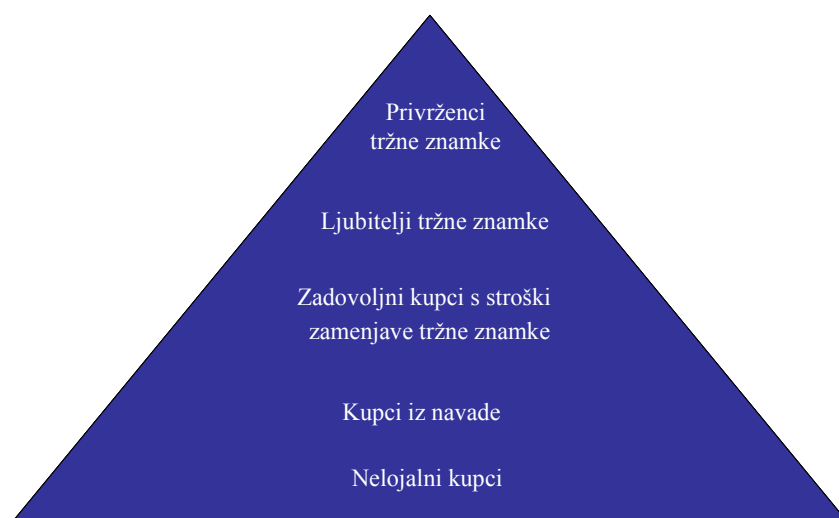 Privrženci
tržne znamke
Ljubitelji tržne znamke
Zadovoljni kupci s stroški
zamenjave tržne znamke
Kupci iz navade
Nelojalni kupci